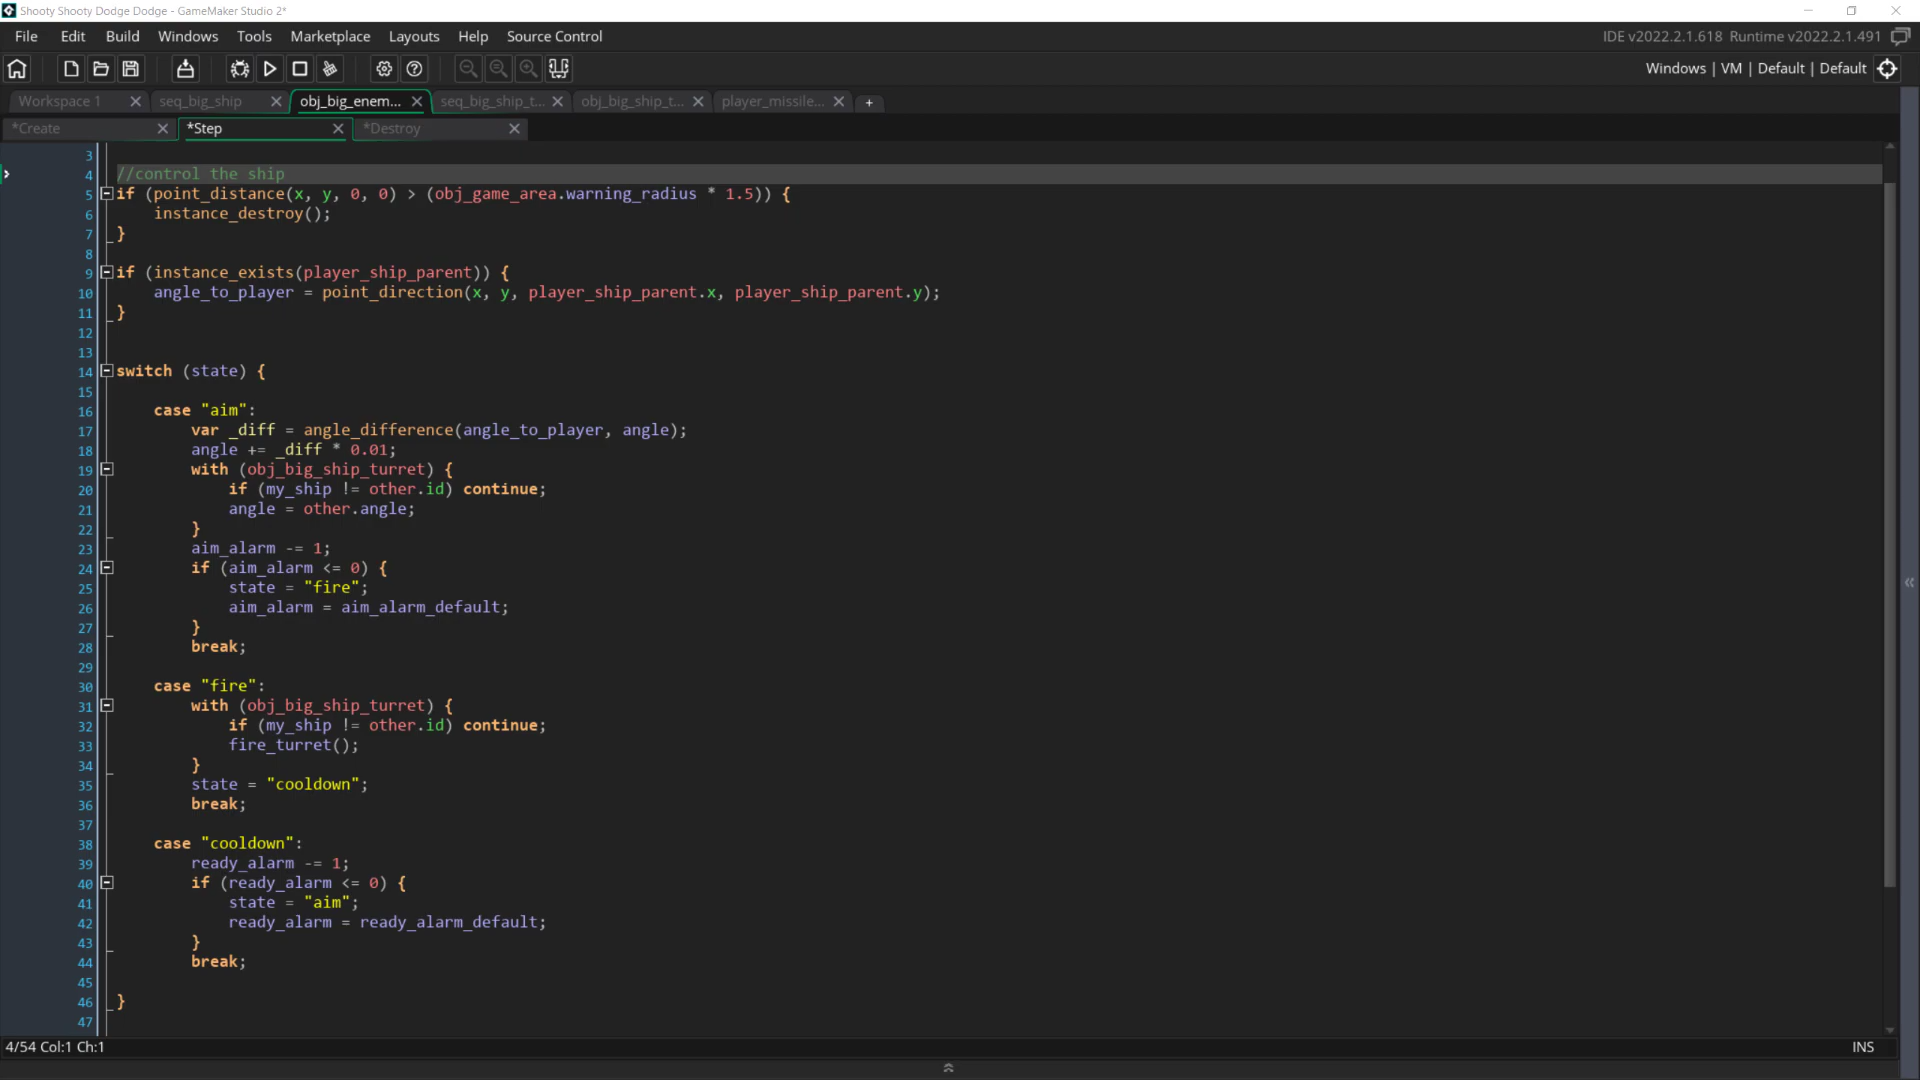 Shooty Shooty Dodge Dodge - GameMaker Studio 2*
File Edit Build Windows Tools Marketplace Layouts Help Source Control IDE v2022.2.1.618 Runtime v2022.2.1.491
Windows | VM | Default | Default
Workspace 1 seq_big_ship obj_big_enem... seq_big_ship_t... obj_big_ship_t... player_missile... +
*Create *Step *Destroy
3
4 //control the ship
5 if (point_distance(x, y, 0, 0) > (obj_game_area.warning_radius * 1.5)) {
6 instance_destroy();
7 }
8
9 if (instance_exists(player_ship_parent)) {
10 angle_to_player = point_direction(x, y, player_ship_parent.x, player_ship_parent.y);
11 }
12
13
14 switch (state) {
15
16 case "aim":
17 var _diff = angle_difference(angle_to_player, angle);
18 angle += _diff * 0.01;
19 with (obj_big_ship_turret) {
20 if (my_ship != other.id) continue;
21 angle = other.angle;
22 }
23 aim_alarm -= 1;
24 if (aim_alarm <= 0) {
25 state = "fire";
26 aim_alarm = aim_alarm_default;
27 }
28 break;
29
30 case "fire":
31 with (obj_big_ship_turret) {
32 if (my_ship != other.id) continue;
33 fire_turret();
34 }
35 state = "cooldown";
36 break;
37
38 case "cooldown":
39 ready_alarm -= 1;
40 if (ready_alarm <= 0) {
41 state = "aim";
42 ready_alarm = ready_alarm_default;
43 }
44 break;
45
46 }
47
4/54 Col:1 Ch:1 INS